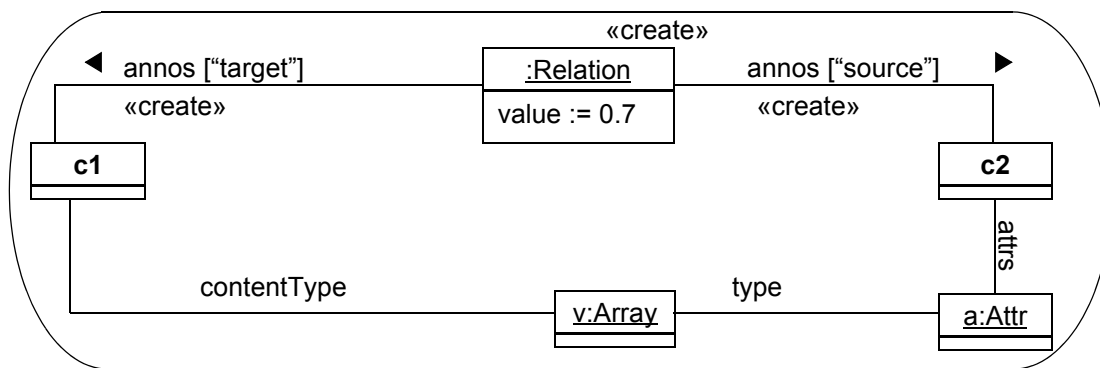 «create»
annos [“target”]
:Relation
annos [“source”]
«create»
value := 0.7
«create»
c1
c2
attrs
contentType
type
v:Array
a:Attr